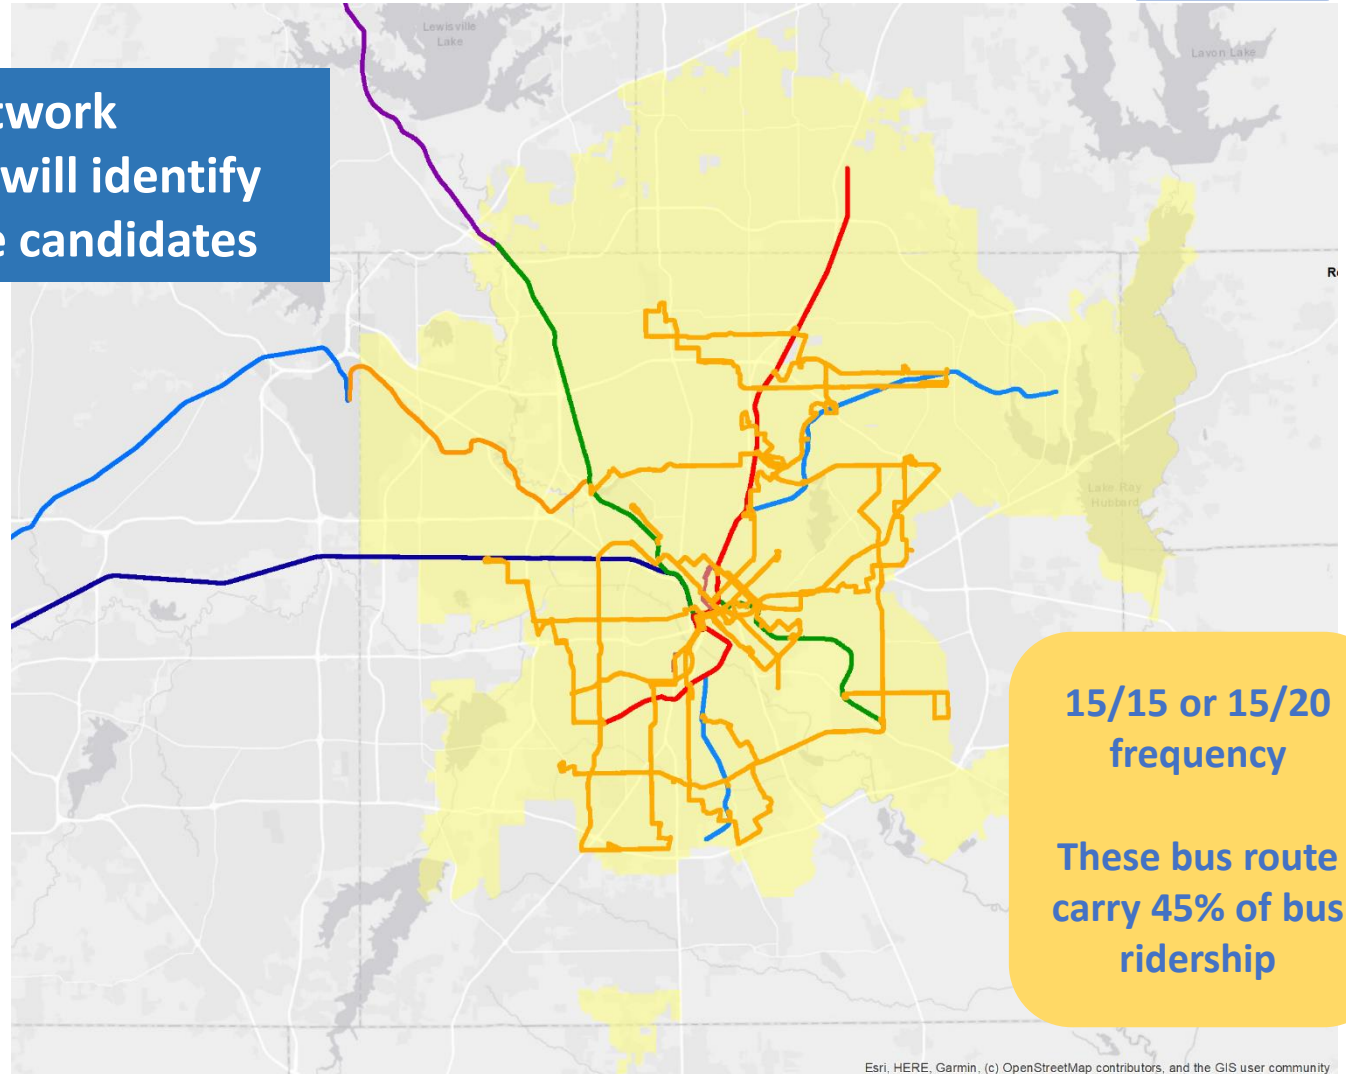 Lewisville
Lake
Lavon Lake
twork
will identify
e candidates
R
Lake Ray
Hubbard
15/15 or 15/20
frequency
These bus route
carry 45% of bus
ridership
Esri, HERE, Garmin, (c) OpenStreetMap contributors, and the GIS user community